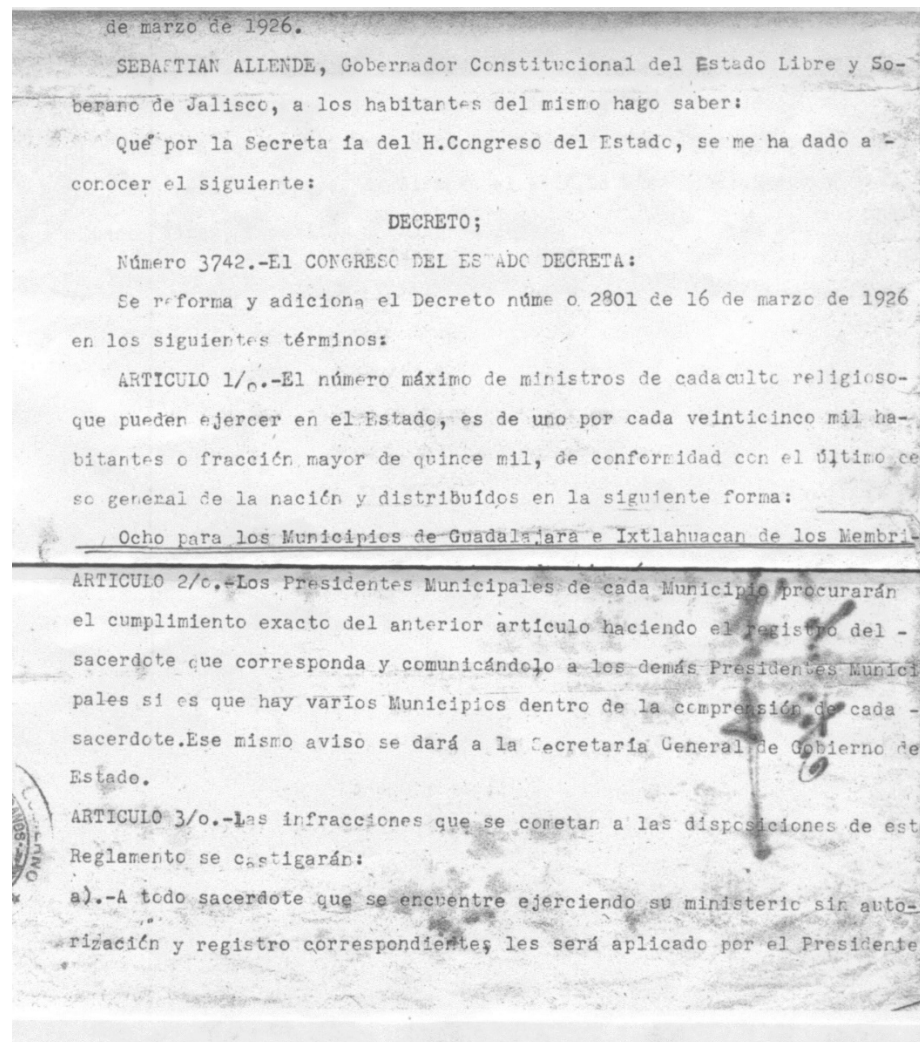 de marzo de 1926.
SEBASTIAN ALLENDE, Gobernador Constitucional del Estado Libre y So-
berano de Jalisco, a los habitantes del mismo hago saber:
Qué por la Secreta ía del H.Congreso del Estado, se me ha dado a -
conocer el siguiente:
DECRETO;
Número 3742.-El CONGRESO DEL ES ADO DECRETA:
Se reforma y adiciona el Decreto núme o 2801 de 16 de marzo de 1926
en los siguientes términos:
ARTICULO 1/o.-El número máximo de ministros de cadaculto religioso-
que pueden ejercer en el Estado, es de uno por cada veinticinco mil ha-
bitantes o fracción mayor de quince mil, de conformidad con el último ce
so general de la nación y distribuídos en la siguiente forma:
Ocho para los Municipios de Guadalajara e Ixtlahuacan de los Membri-
ARTICULO 2/o.-Los Presidentes Municipales de cada Municipio procurarán
el cumplimiento exacto del anterior artículo haciendo el registro del -
sacerdote que corresponda y comunicándolo a los demás Presidentes Munici
pales si es que hay varios Municipios dentro de la comprensión de cada -
sacerdote.Ese mismo aviso se dará a la Secretaría General de Gobierno de
Estado.
ARTICULO 3/o.-Las infracciones que se cometan a las disposiciones de est
Reglamento se castigarán:
a).-A todo sacerdote que se encuentre ejerciendo su ministerio sin auto-
rización y registro correspondientes, les será aplicado por el Presidente